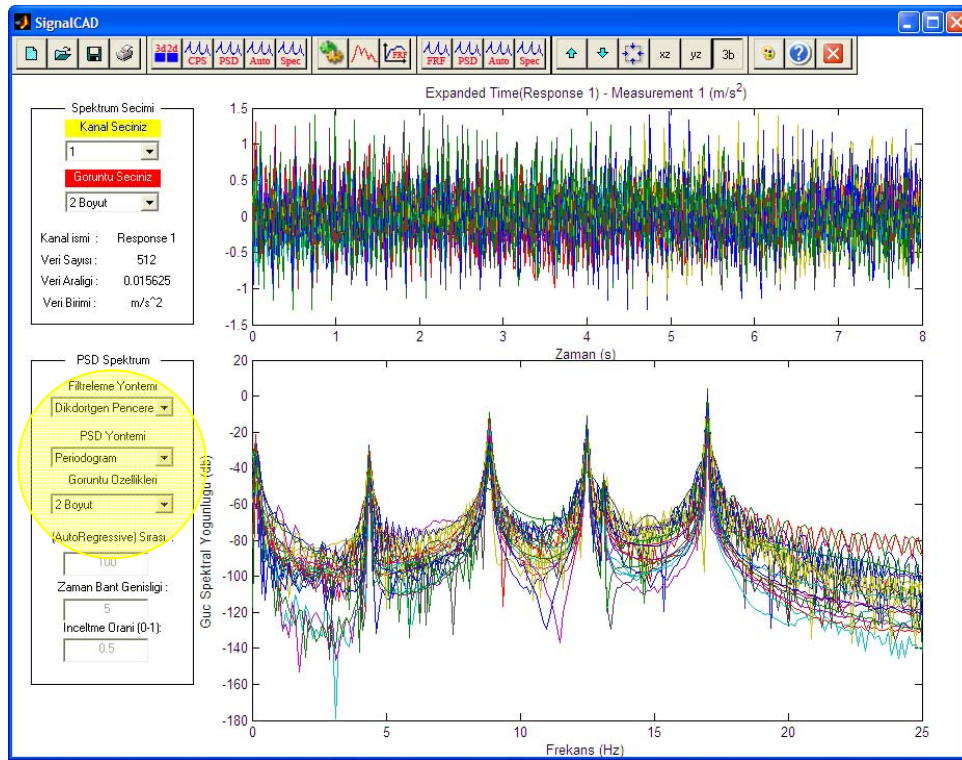 SignalCAD
3d2d CPS PSD Auto Spec FRF FRF PSD Auto Spec xz yz 3b
Spektrum Secimi
Kanal Seciniz
1
Goruntu Seciniz
2 Boyut
Kanal ismi : Response 1
Veri Sayısı : 512
Veri Araligi : 0.015625
Veri Birimi : m/s^2
Expanded Time(Response 1) - Measurement 1 (m/s²)
1.5
1
0.5
0
-0.5
-1
-1.5
0 1 2 3 4 5 6 7 8
Zaman (s)
PSD Spektrum
Filtreleme Yontemi
Dikdortgen Pencere
PSD Yontemi
Periodogram
Goruntu Ozellikleri
2 Boyut
(AutoRegressive) Sırası :
100
Zaman Bant Genisligi :
5
Inceltme Orani (0-1):
0.5
Guc Spektral Yogunlugu (db)
20
0
-20
-40
-60
-80
-100
-120
-140
-160
-180
0 5 10 15 20 25
Frekans (Hz)